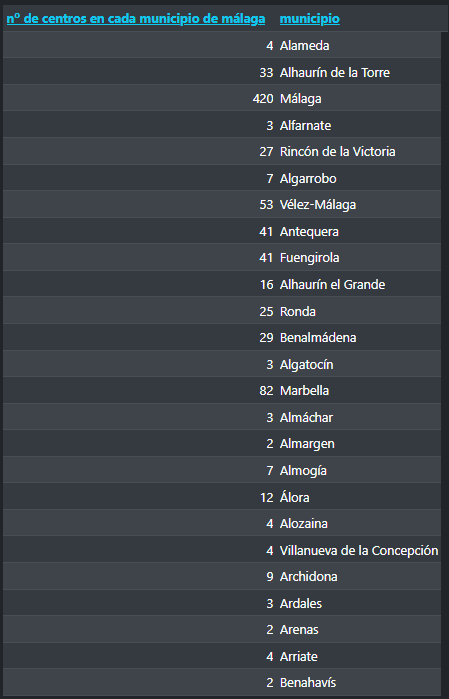 nº de centros en cada municipio de málaga municipio
4 Alameda
33 Alhaurín de la Torre
420 Málaga
3 Alfarnate
27 Rincón de la Victoria
7 Algarrobo
53 Vélez-Málaga
41 Antequera
41 Fuengirola
16 Alhaurín el Grande
25 Ronda
29 Benalmádena
3 Algatocín
82 Marbella
3 Almáchar
2 Almargen
7 Almogía
12 Álora
4 Alozaina
4 Villanueva de la Concepción
9 Archidona
3 Ardales
2 Arenas
4 Arriate
2 Benahavís